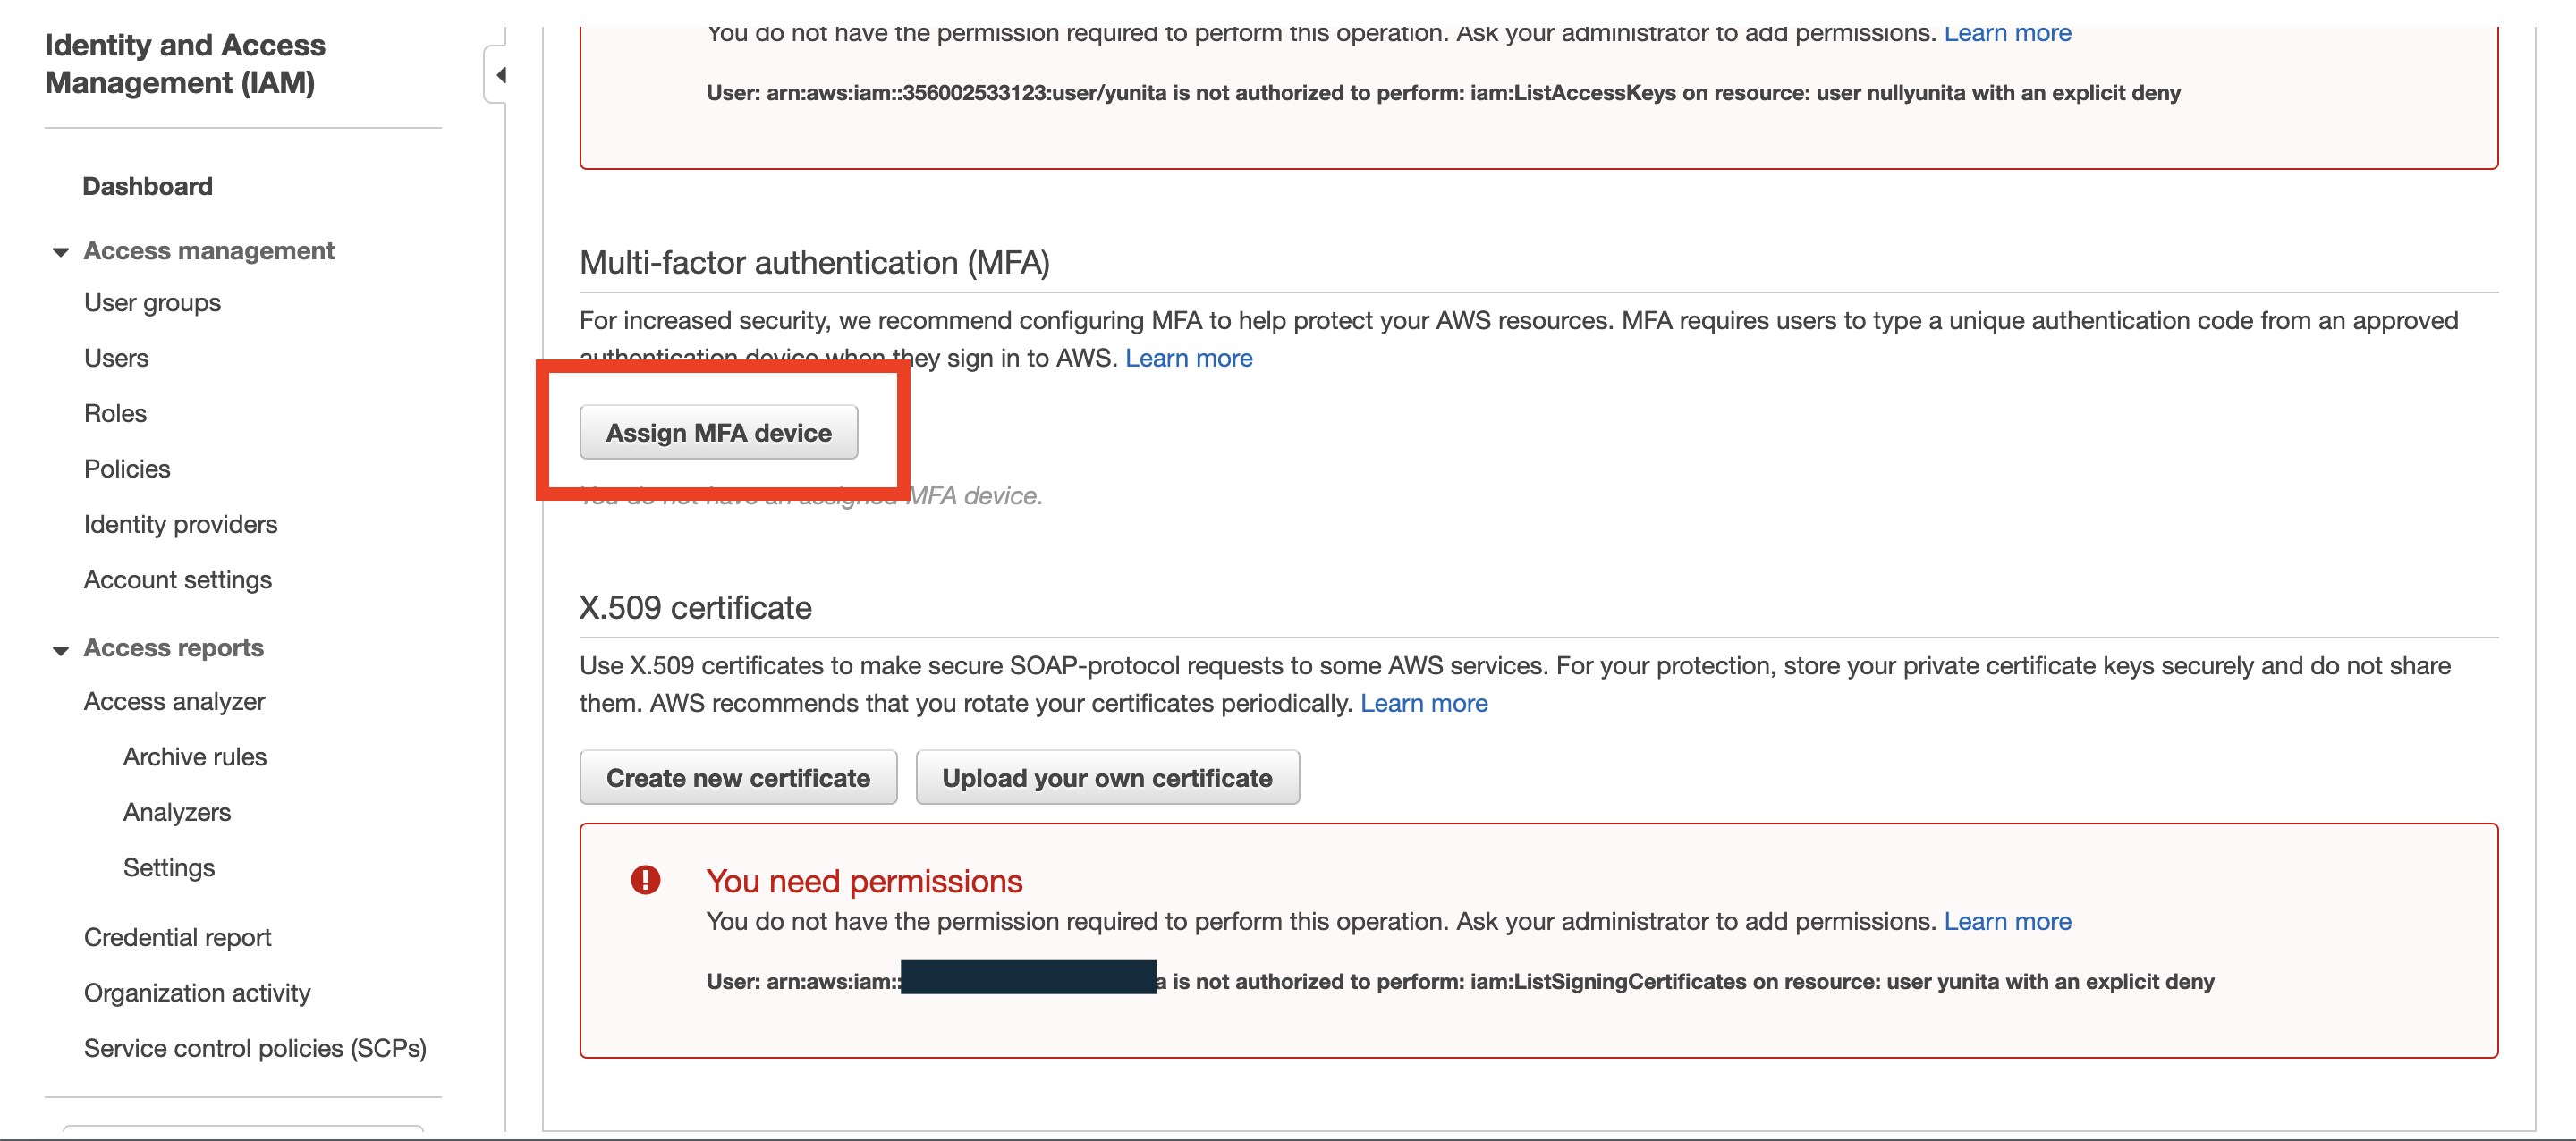 Identity and Access
Management (IAM)
Dashboard
Access management
User groups
Users
Roles
Policies
Identity providers
Account settings
Access reports
Access analyzer
Archive rules
Analyzers
Settings
Credential report
Organization activity
Service control policies (SCPs)
You do not have the permission required to perform this operation. Ask your administrator to add permissions. Learn more
User: arn:aws:iam::356002533123:user/yunita is not authorized to perform: iam:ListAccessKeys on resource: user nullyunita with an explicit deny
Multi-factor authentication (MFA)
For increased security, we recommend configuring MFA to help protect your AWS resources. MFA requires users to type a unique authentication code from an approved
authentication device when they sign in to AWS. Learn more
Assign MFA device
You do not have an assigned MFA device.
X.509 certificate
Use X.509 certificates to make secure SOAP-protocol requests to some AWS services. For your protection, store your private certificate keys securely and do not share
them. AWS recommends that you rotate your certificates periodically. Learn more
Create new certificate Upload your own certificate
You need permissions
You do not have the permission required to perform this operation. Ask your administrator to add permissions. Learn more
User: arn:aws:iam:: a is not authorized to perform: iam:ListSigningCertificates on resource: user yunita with an explicit deny